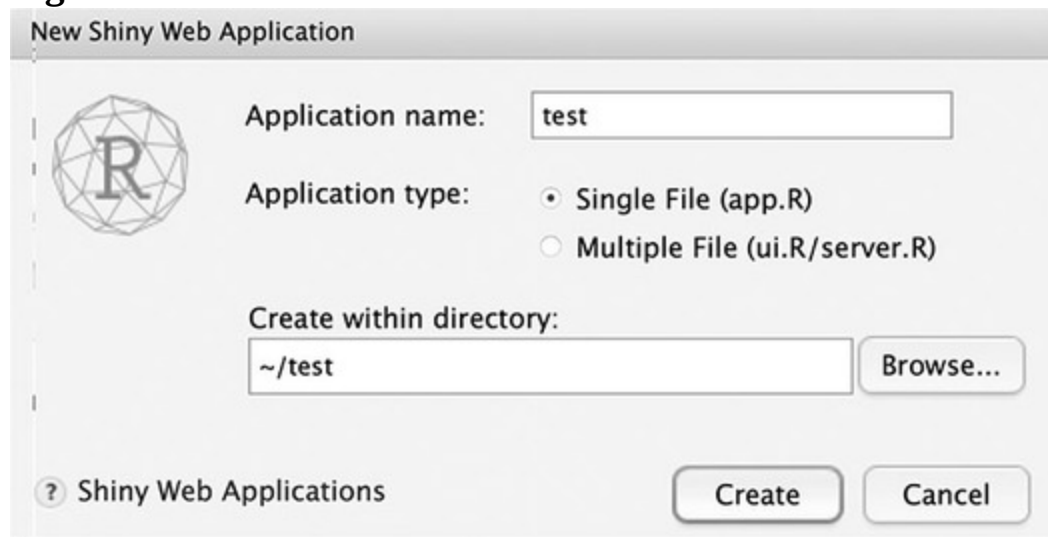 New Shiny Web Application
R
Application name: test
Application type: Single File (app.R)
Multiple File (ui.R/server.R)
Create within directory:
~/test Browse...
? Shiny Web Applications Create Cancel